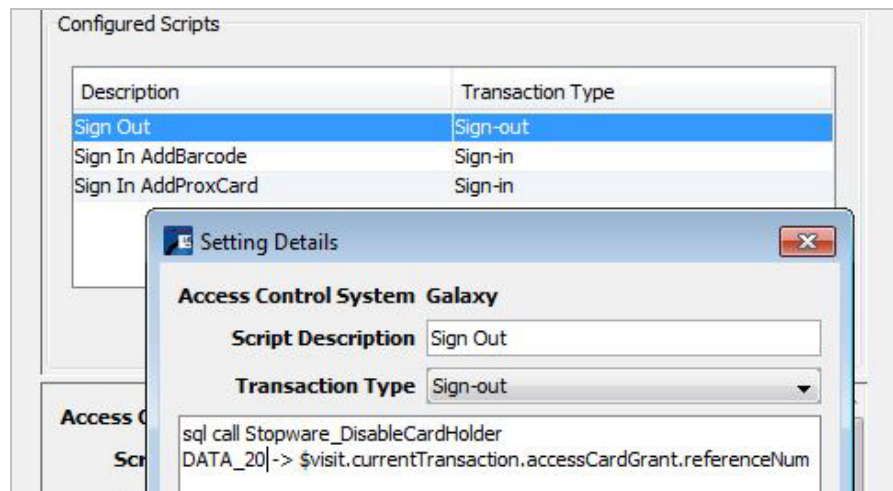 Configured Scripts
Description Transaction Type
Sign Out Sign-out
Sign In AddBarcode Sign-in
Sign In AddProxCard Sign-in
Setting Details
Access Control System Galaxy
Script Description Sign Out
Transaction Type Sign-out
Access C
sql call Stopware_DisableCardHolder
Scr DATA_20 -> $visit.currentTransaction.accessCardGrant.referenceNum